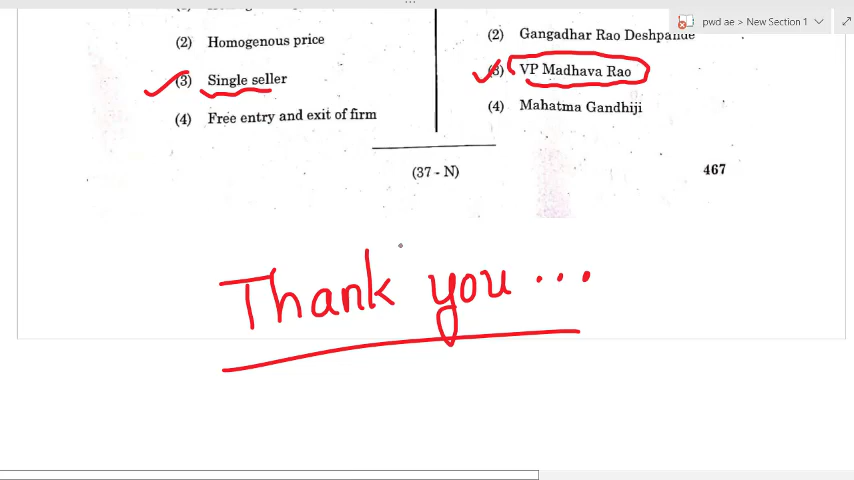 pwd ae > New Section 1
(2) Homogenous price
(3) Single seller
(4) Free entry and exit of firm
(2) Gangadhar Rao Deshpande
(3) VP Madhava Rao
(4) Mahatma Gandhiji
(37 - N)
467
Thank you...